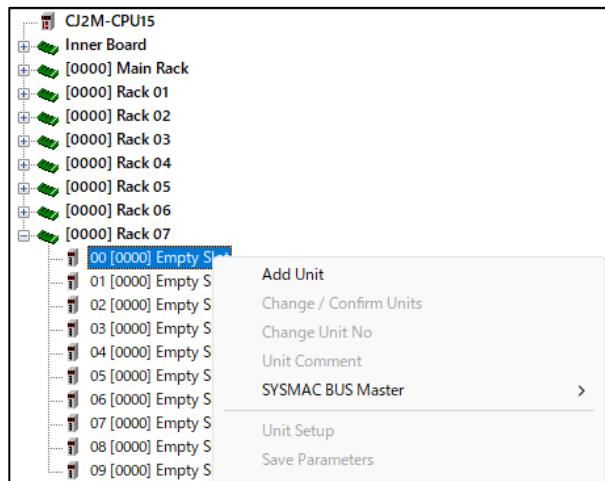 CJ2M-CPU15
Inner Board
[0000] Main Rack
[0000] Rack 01
[0000] Rack 02
[0000] Rack 03
[0000] Rack 04
[0000] Rack 05
[0000] Rack 06
[0000] Rack 07
00 [0000] Empty Slot
01 [0000] Empty S
02 [0000] Empty S
03 [0000] Empty S
04 [0000] Empty S
05 [0000] Empty S
06 [0000] Empty S
07 [0000] Empty S
08 [0000] Empty S
09 [0000] Empty S
Add Unit
Change / Confirm Units
Change Unit No
Unit Comment
SYSMAC BUS Master
Unit Setup
Save Parameters